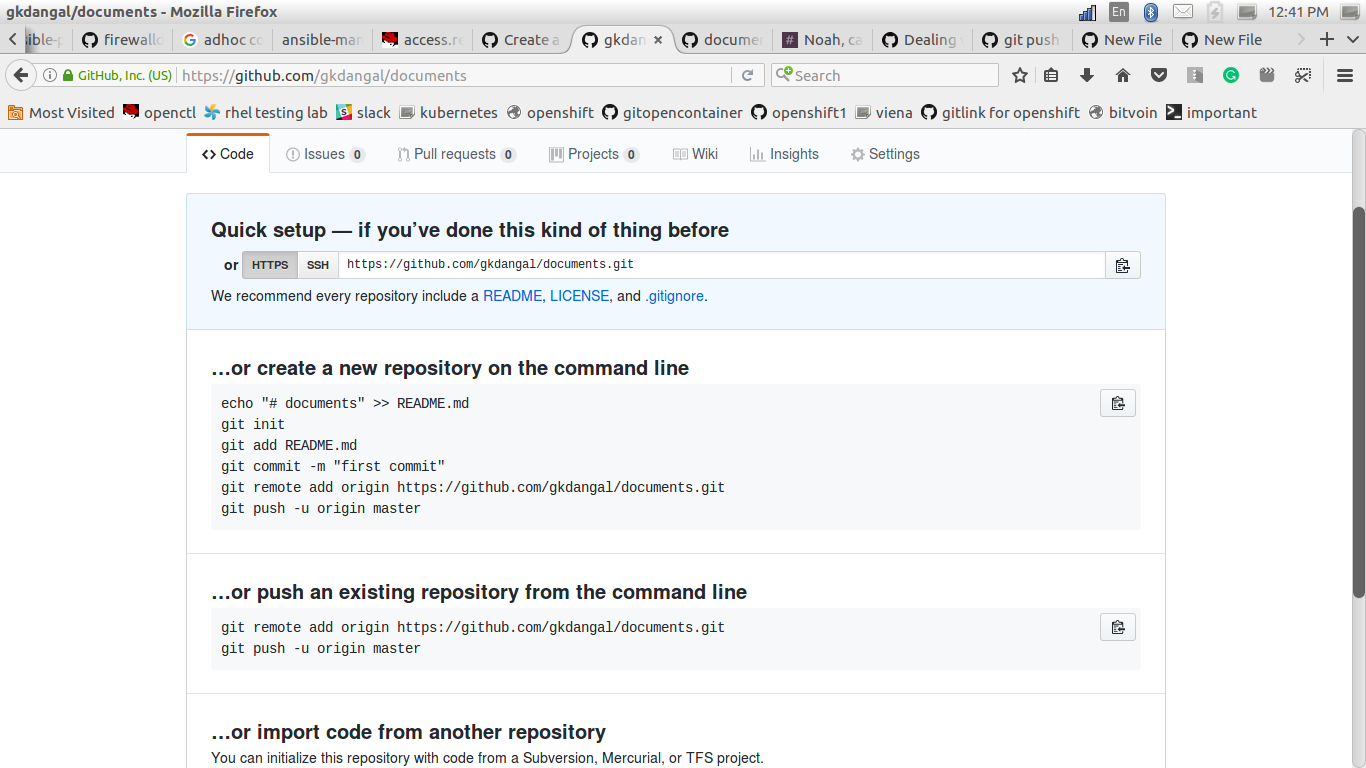 gkdangal/documents - Mozilla Firefox
En
12:41 PM
firewallc
adhoc co
ansible-man
access.re
Create a
gkdan
documen
# Noah, ca
Dealing
git push
New File
New File
GitHub, Inc. (US)
https://github.com/gkdangal/documents
Search
Most Visited
openctl
rhel testing lab
slack
kubernetes
openshift
gitopencontainer
openshift1
viena
gitlink for openshift
bitvoin
important
<> Code
Issues 0
Pull requests 0
Projects 0
Wiki
Insights
Settings
Quick setup — if you’ve done this kind of thing before
or HTTPS SSH https://github.com/gkdangal/documents.git
We recommend every repository include a README, LICENSE, and .gitignore.
…or create a new repository on the command line
echo "# documents" >> README.md
git init
git add README.md
git commit -m "first commit"
git remote add origin https://github.com/gkdangal/documents.git
git push -u origin master
…or push an existing repository from the command line
git remote add origin https://github.com/gkdangal/documents.git
git push -u origin master
…or import code from another repository
You can initialize this repository with code from a Subversion, Mercurial, or TFS project.